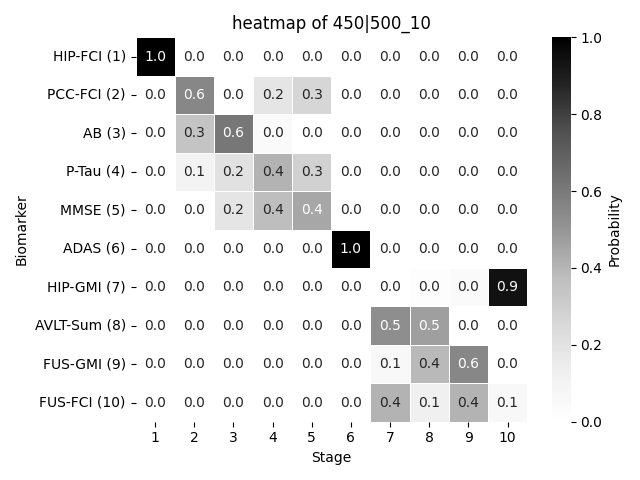 heatmap of 450|500_10
HIP-FCI (1) 1.0 0.0 0.0 0.0 0.0 0.0 0.0 0.0 0.0 0.0
PCC-FCI (2) 0.0 0.6 0.0 0.2 0.3 0.0 0.0 0.0 0.0 0.0
AB (3) 0.0 0.3 0.6 0.0 0.0 0.0 0.0 0.0 0.0 0.0
P-Tau (4) 0.0 0.1 0.2 0.4 0.3 0.0 0.0 0.0 0.0 0.0
MMSE (5) 0.0 0.0 0.2 0.4 0.4 0.0 0.0 0.0 0.0 0.0
ADAS (6) 0.0 0.0 0.0 0.0 0.0 1.0 0.0 0.0 0.0 0.0
HIP-GMI (7) 0.0 0.0 0.0 0.0 0.0 0.0 0.0 0.0 0.0 0.9
AVLT-Sum (8) 0.0 0.0 0.0 0.0 0.0 0.0 0.5 0.5 0.0 0.0
FUS-GMI (9) 0.0 0.0 0.0 0.0 0.0 0.0 0.1 0.4 0.6 0.0
FUS-FCI (10) 0.0 0.0 0.0 0.0 0.0 0.0 0.4 0.1 0.4 0.1
1 2 3 4 5 6 7 8 9 10
Stage
Biomarker
1.0
0.8
0.6
0.4
0.2
0.0
Probability